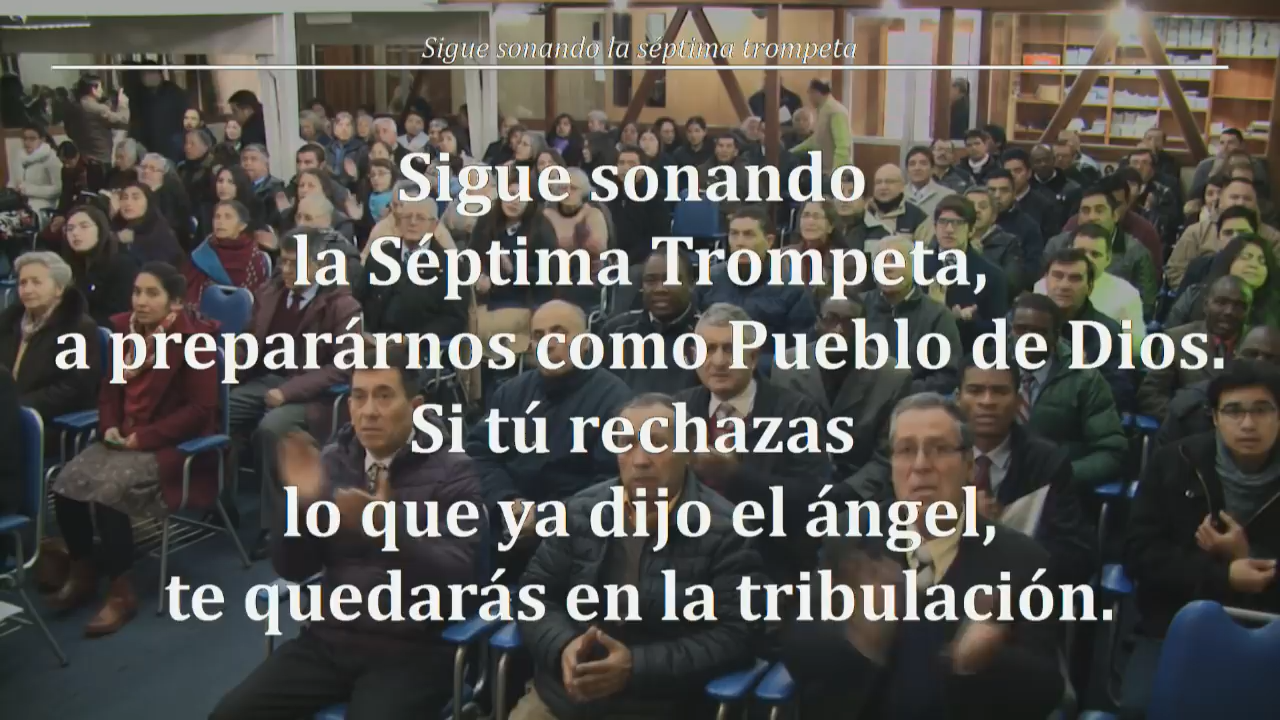 Sigue sonando la séptima trompeta
Sigue sonando
la Séptima Trompeta,
a prepárárnos como Pueblo de Dios.
Si tú rechazas
lo que ya dijo el ángel,
te quedarás en la tribulación.